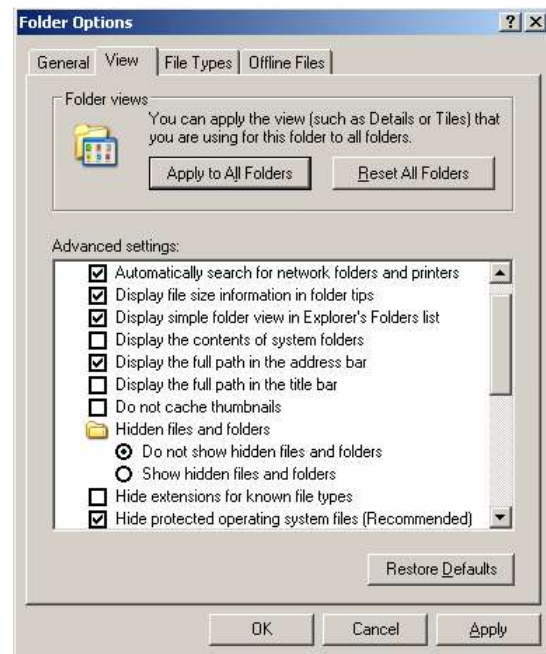 Folder Options
General View File Types Offline Files
Folder views
You can apply the view (such as Details or Tiles) that
you are using for this folder to all folders.
Apply to All Folders Reset All Folders
Advanced settings:
Automatically search for network folders and printers
Display file size information in folder tips
Display simple folder view in Explorer's Folders list
Display the contents of system folders
Display the full path in the address bar
Display the full path in the title bar
Do not cache thumbnails
Hidden files and folders
Do not show hidden files and folders
Show hidden files and folders
Hide extensions for known file types
Hide protected operating system files (Recommended)
Restore Defaults
OK Cancel Apply